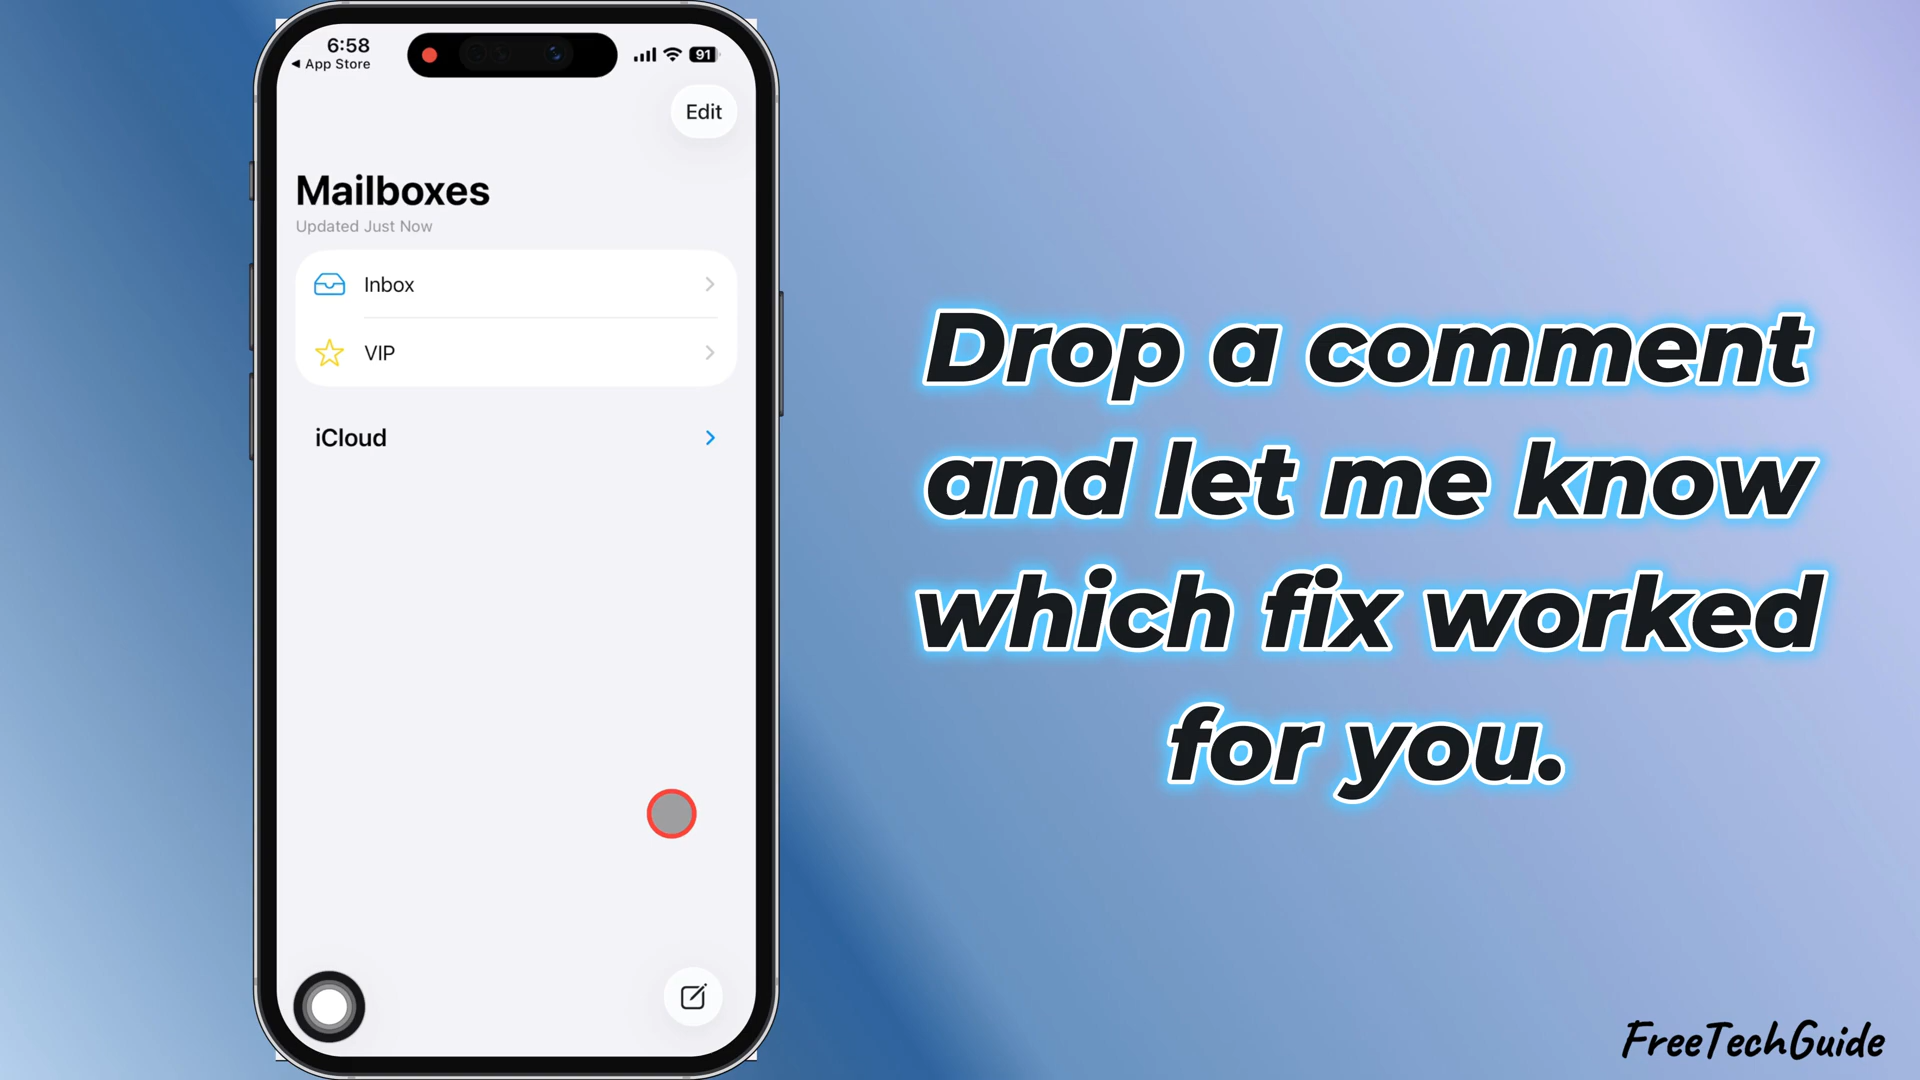 6:58
App Store
91
Edit
Mailboxes
Updated Just Now
Inbox
VIP
iCloud
Drop a comment
and let me know
which fix worked
for you.
FreeTechGuide